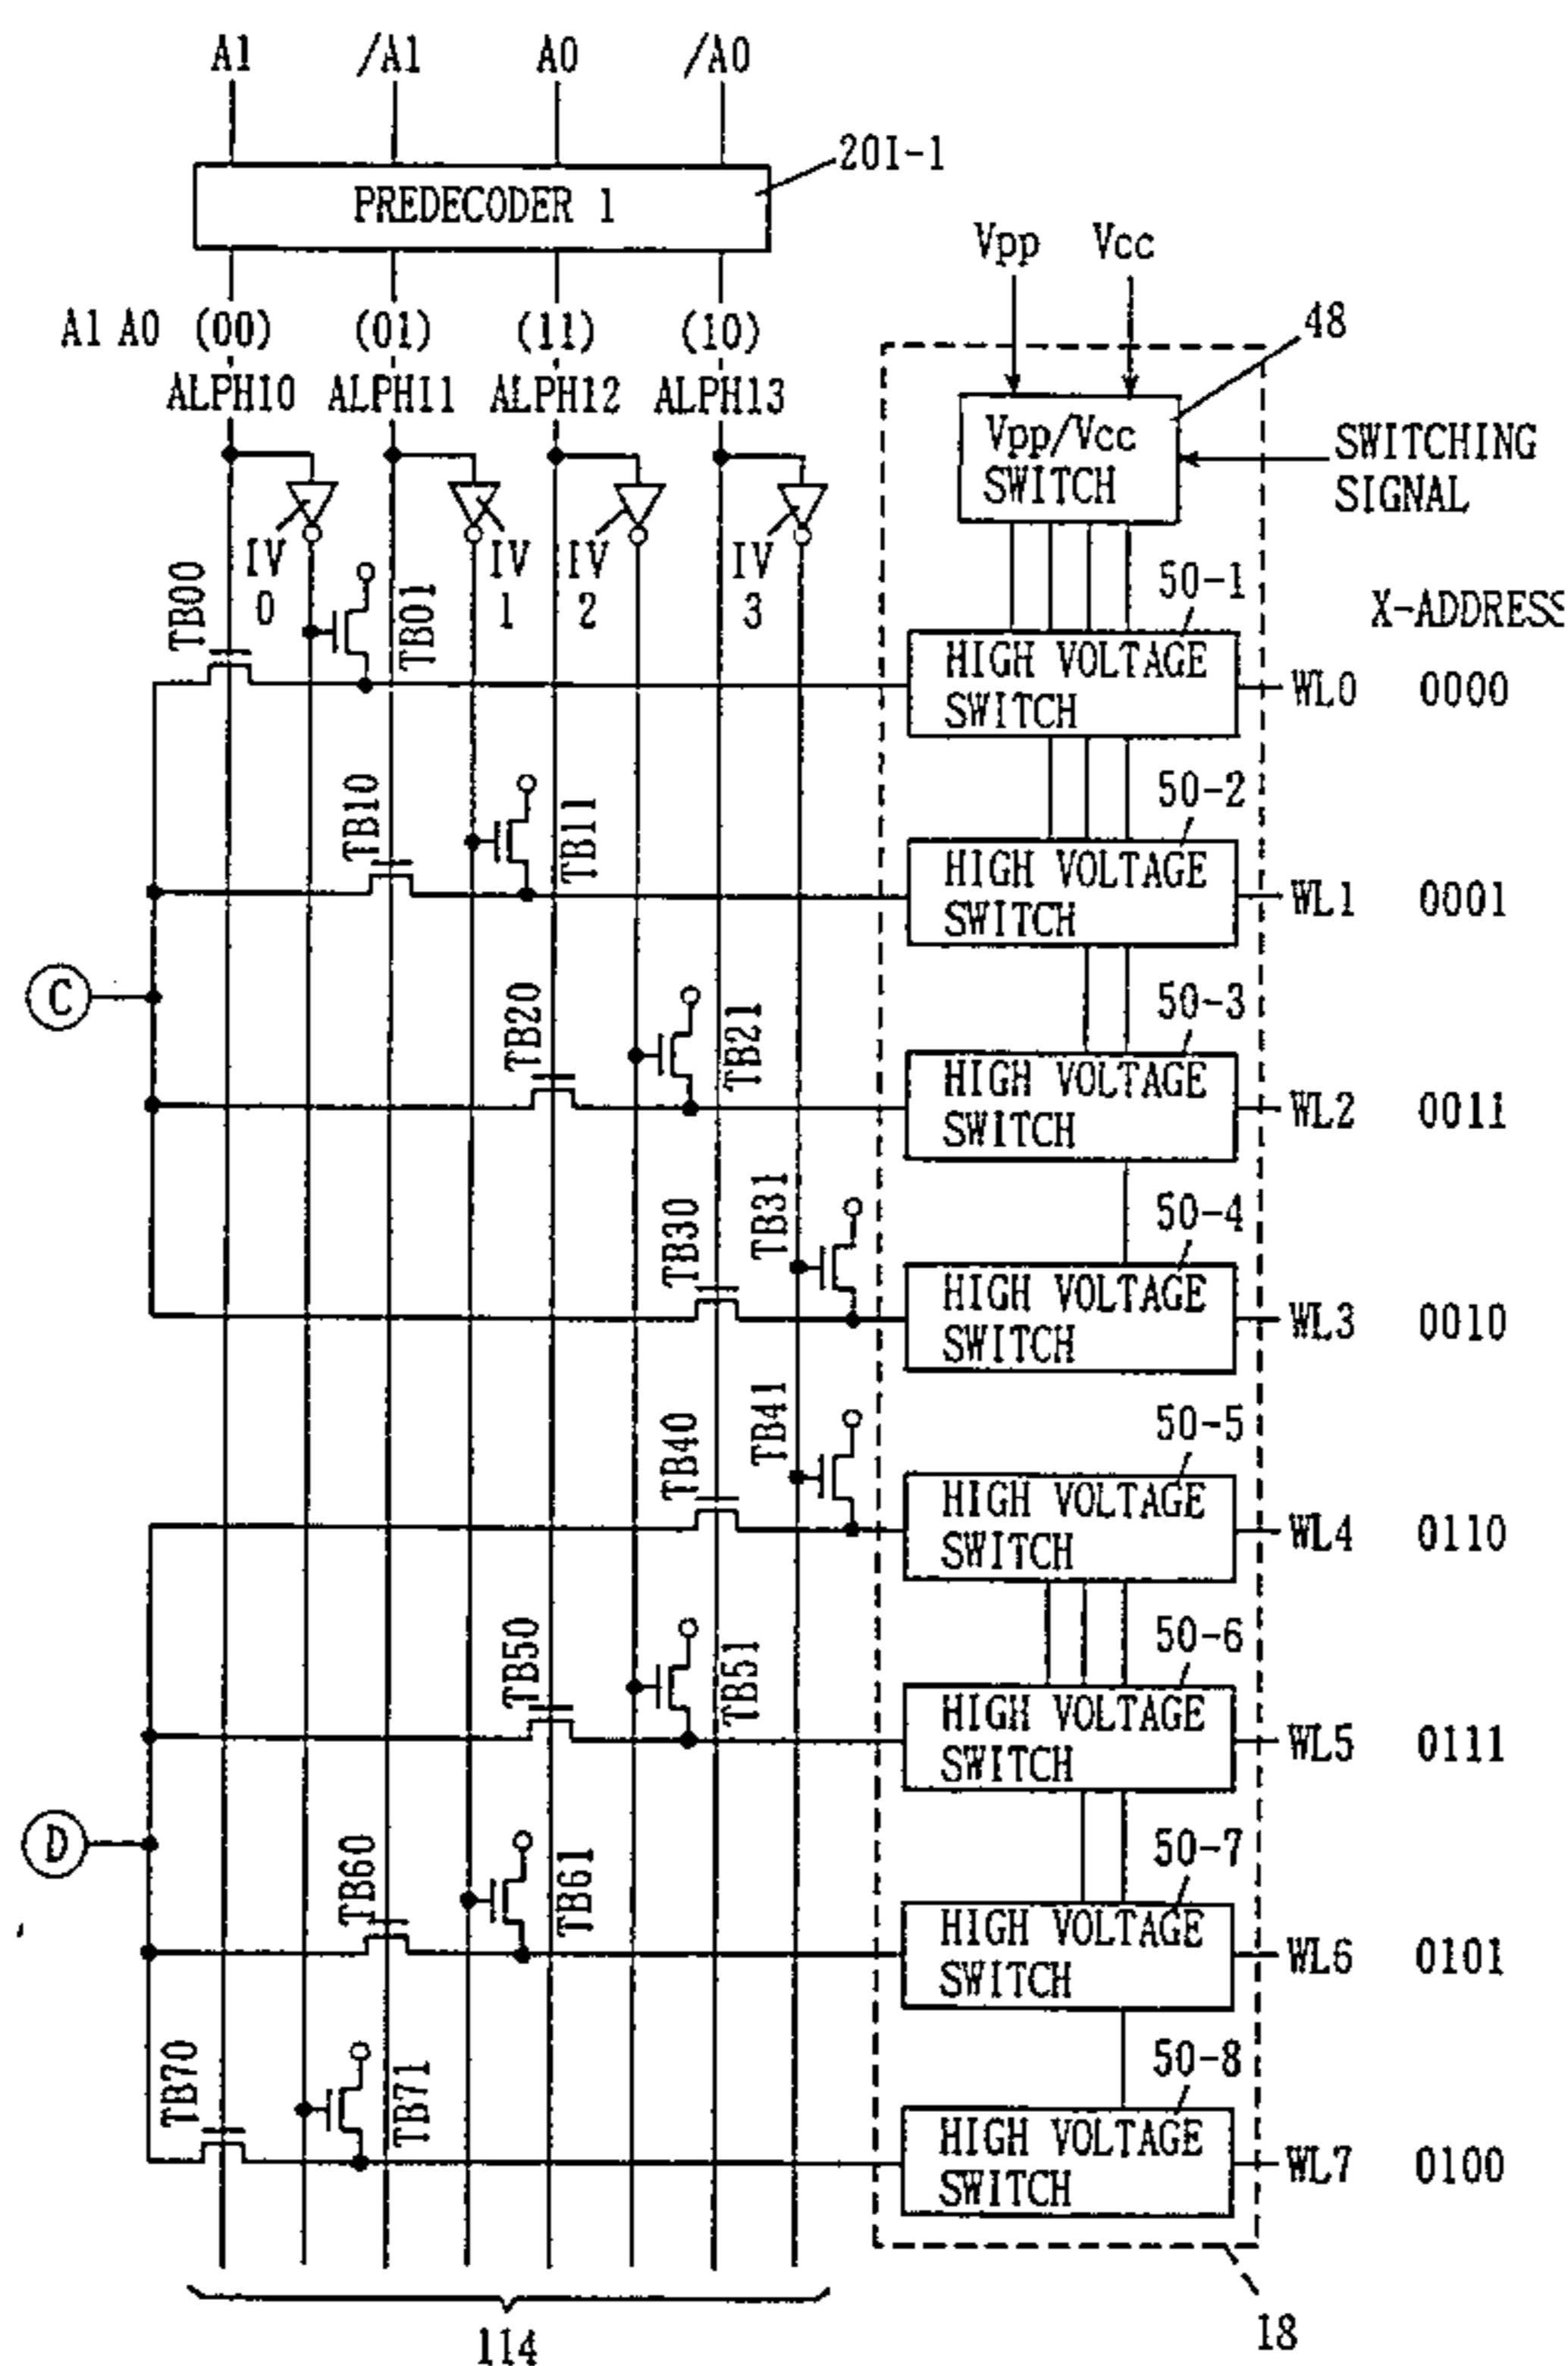 A1 /A1 A0 /A0
20I-1
PREDECODER 1
Vpp Vcc
A1 A0 (00) (01) (11) (10)
48
ALPH10 ALPH11 ALPH12 ALPH13
Vpp/Vcc
SWITCH
SWITCHING
SIGNAL
IV
0
IV
1
IV
2
IV
3
TB00
TB01
50-1
X-ADDRESS
HIGH VOLTAGE
SWITCH
WL0 0000
TB10
TB11
50-2
HIGH VOLTAGE
SWITCH
WL1 0001
C
TB20
TB21
50-3
HIGH VOLTAGE
SWITCH
WL2 0011
TB30
TB31
50-4
HIGH VOLTAGE
SWITCH
WL3 0010
TB40
TB41
50-5
HIGH VOLTAGE
SWITCH
WL4 0110
TB50
TB51
50-6
HIGH VOLTAGE
SWITCH
WL5 0111
D
TB60
TB61
50-7
HIGH VOLTAGE
SWITCH
WL6 0101
TB70
TB71
50-8
HIGH VOLTAGE
SWITCH
WL7 0100
114
18